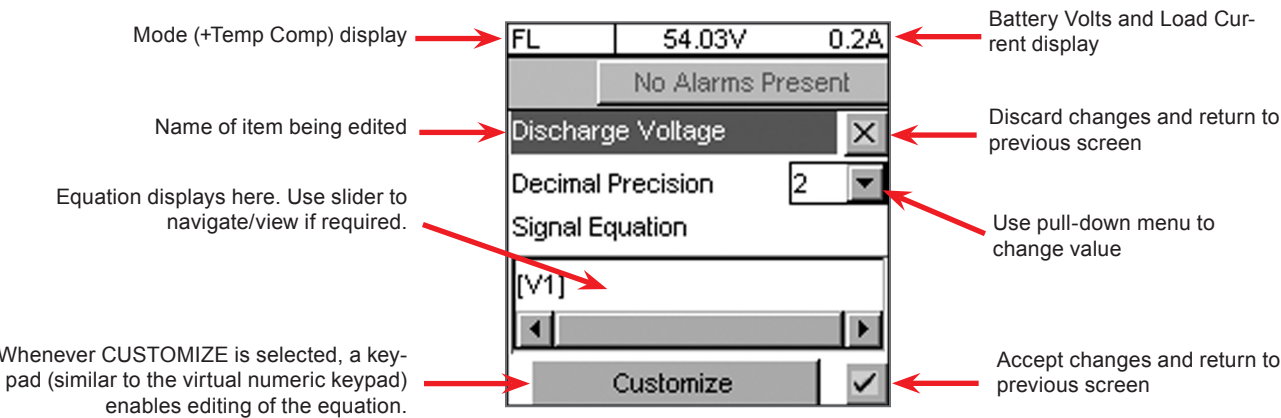 Mode (+Temp Comp) display
FL 54.03V 0.2A
Battery Volts and Load Cur-
rent display
No Alarms Present
Name of item being edited
Discharge Voltage
Discard changes and return to
previous screen
Decimal Precision 2
Equation displays here. Use slider to
navigate/view if required.
Signal Equation
Use pull-down menu to
change value
[V1]
Whenever CUSTOMIZE is selected, a key-
pad (similar to the virtual numeric keypad)
enables editing of the equation.
Customize
Accept changes and return to
previous screen